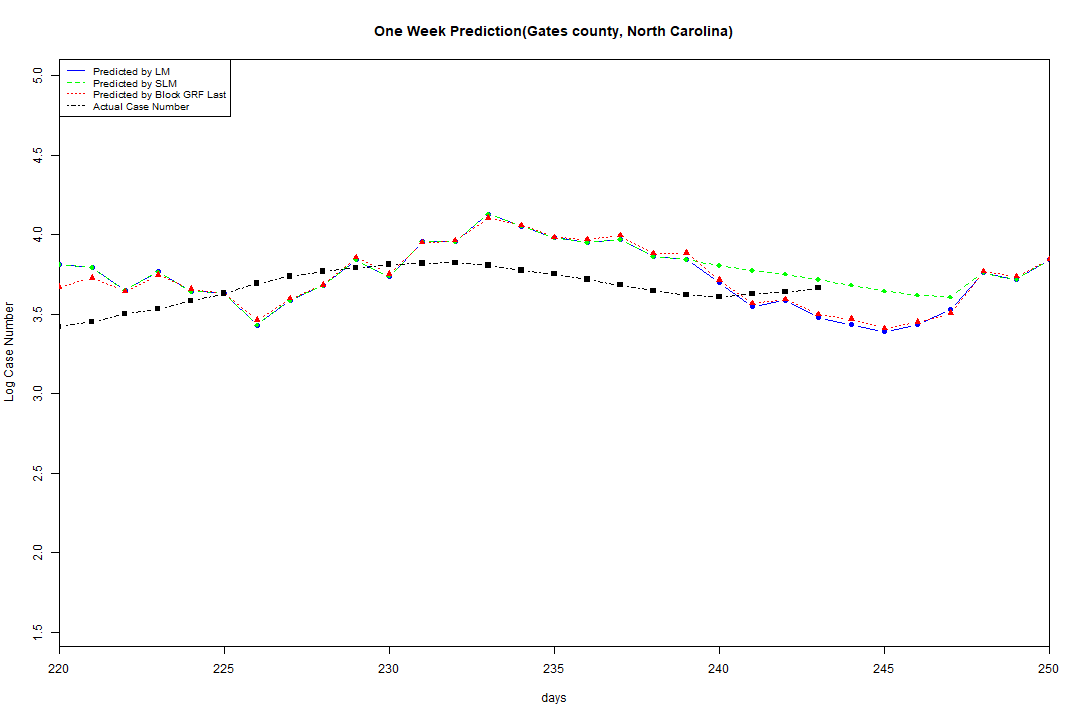 One Week Prediction(Gates county, North Carolina)
Predicted by LM
Predicted by SLM
Predicted by Block GRF Last
Actual Case Number
5.0
4.5
4.0
3.5
3.0
2.5
2.0
1.5
Log Case Number
220 225 230 235 240 245 250
days